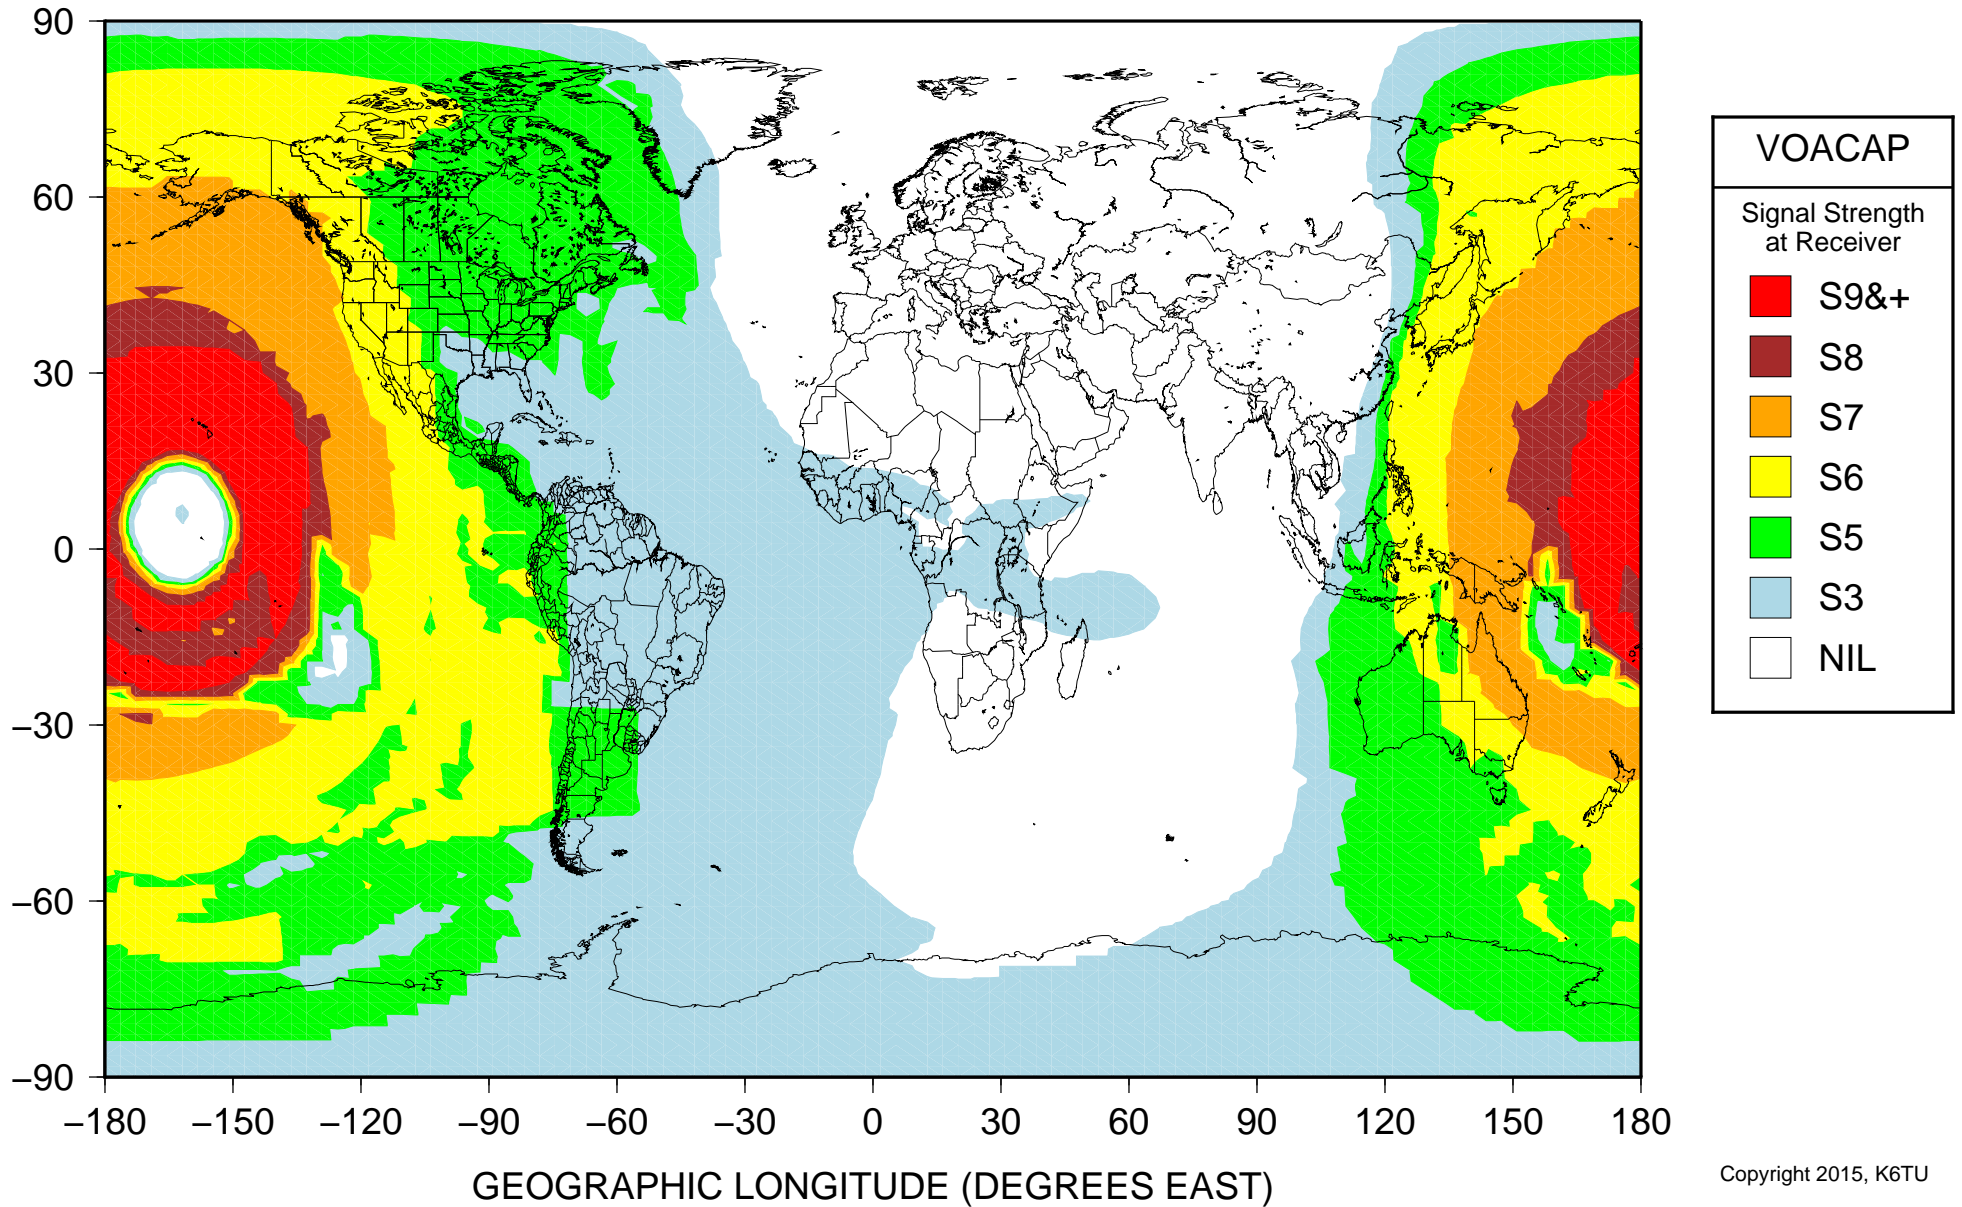 90
60
30
0
−30
−60
−90
−180 −150 −120 −90 −60 −30 0 30 60 90 120 150 180
GEOGRAPHIC LONGITUDE (DEGREES EAST)
VOACAP
Signal Strength
at Receiver
S9&+
S8
S7
S6
S5
S3
NIL
Copyright 2015, K6TU